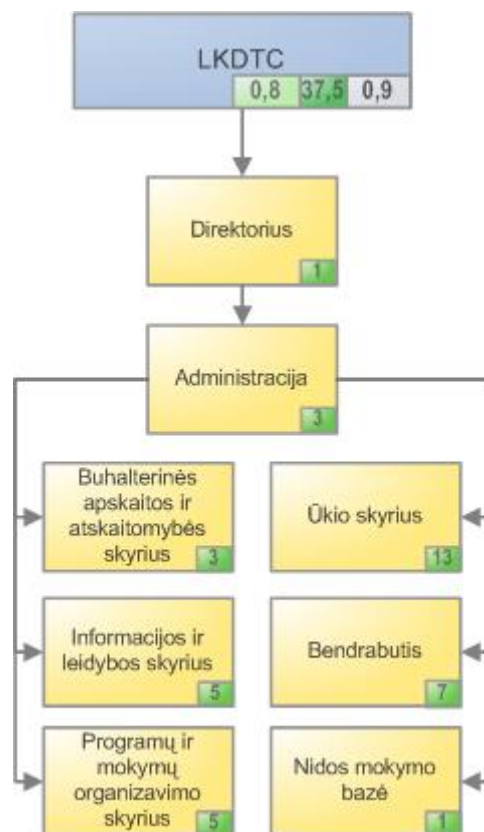 LKDTC
0,8 37,5 0,9
Direktorius
1
Administracija
3
Buhalterinės
apskaitos ir
atskaitomybės
skyrius 3
Ūkio skyrius
13
Informacijos ir
leidybos skyrius
5
Bendrabutis
7
Programų ir
mokymų
organizavimo
skyrius 5
Nidos mokymo
bazė
1